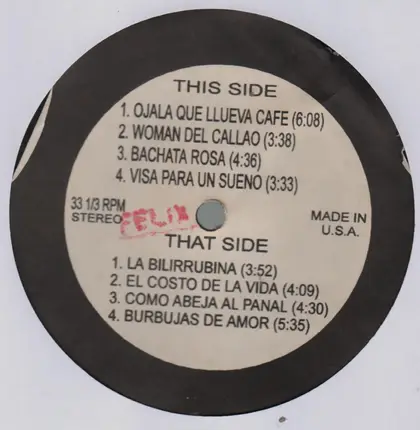 THIS SIDE
1. OJALA QUE LLUEVA CAFE (6:08)
2. WOMAN DEL CALLAO (3:38)
3. BACHATA ROSA (4:36)
4. VISA PARA UN SUENO (3:33)
33 1/3 RPM
STEREO
FELIX
MADE IN
U.S.A.
THAT SIDE
1. LA BILIRRUBINA (3:52)
2. EL COSTO DE LA VIDA (4:09)
3. COMO ABEJA AL PANAL (4:30)
4. BURBUJAS DE AMOR (5:35)